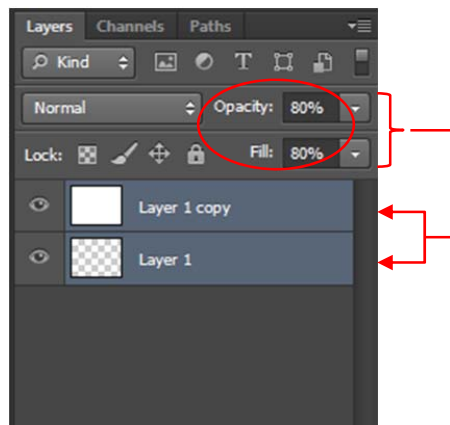 Layers Channels Paths
Kind T
Normal Opacity: 80%
Lock: Fill: 80%
Layer 1 copy
Layer 1